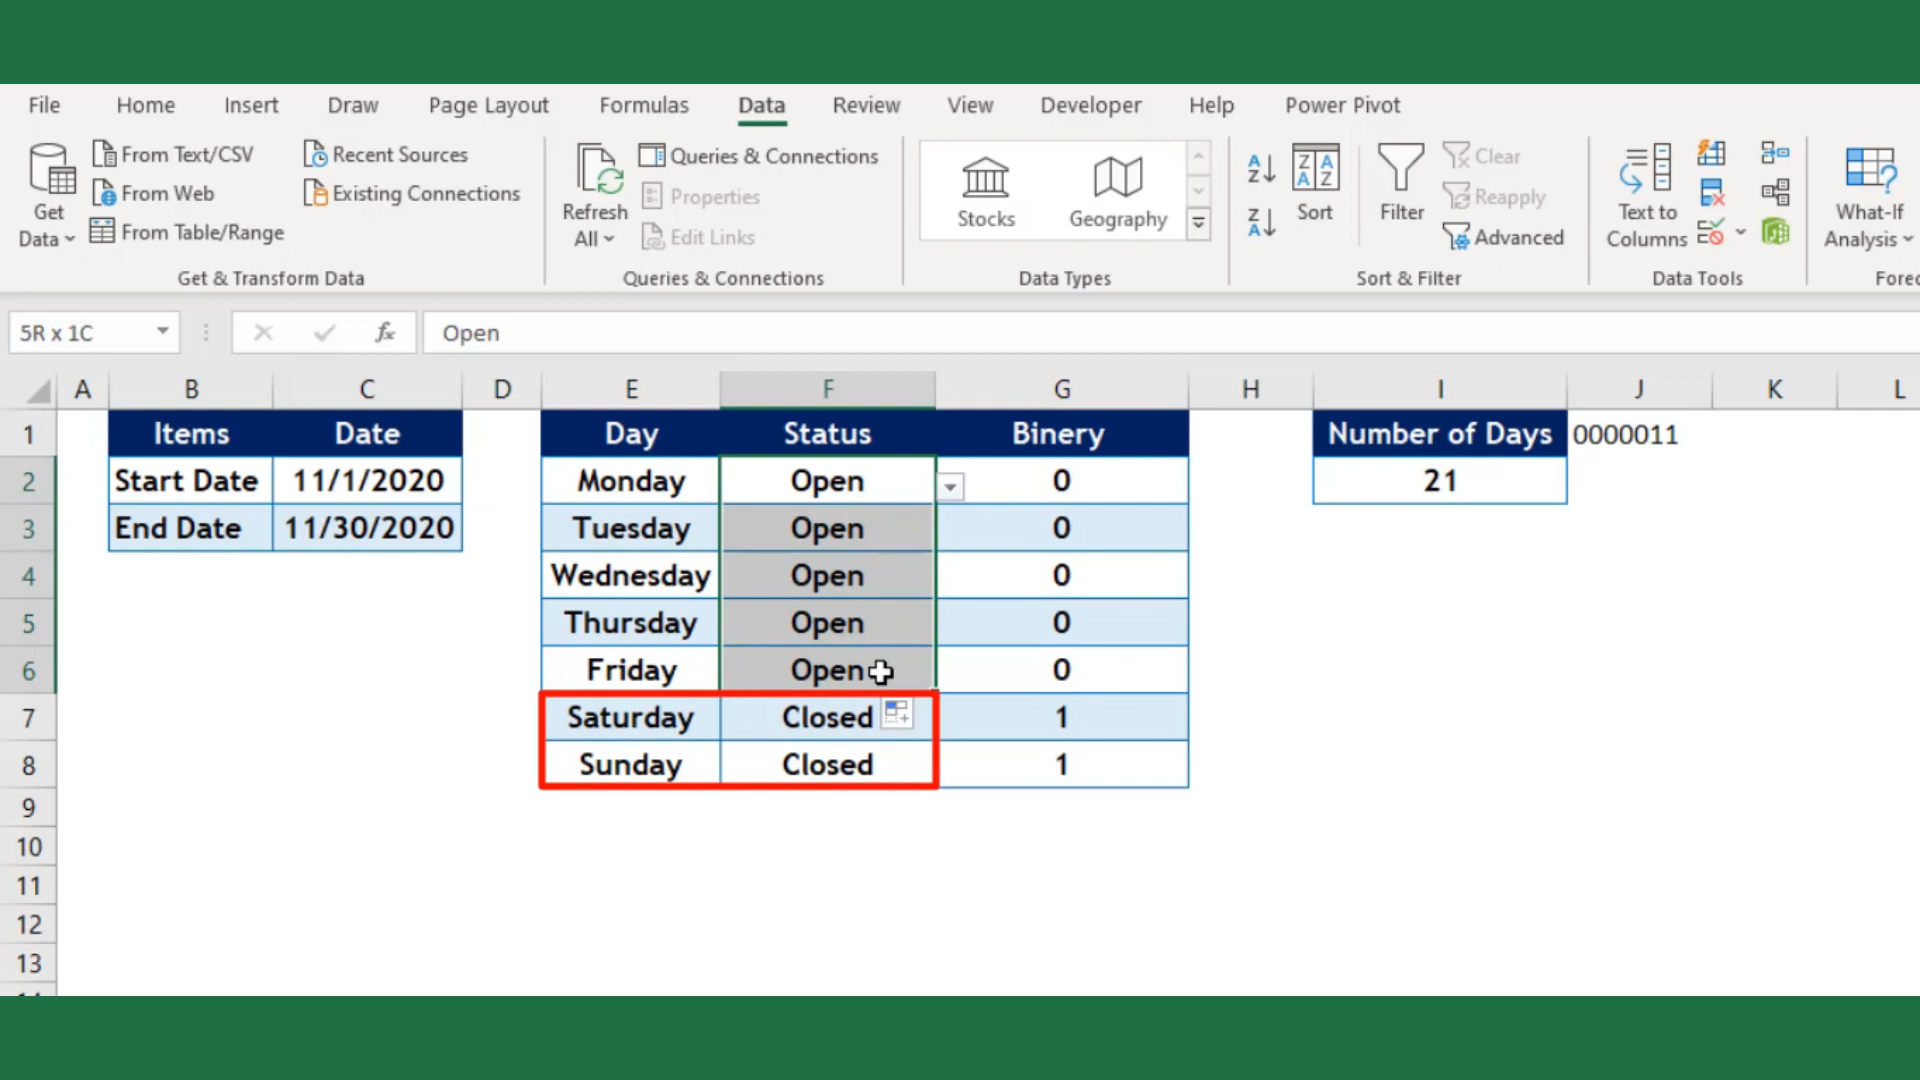 File Home Insert Draw Page Layout Formulas Data Review View Developer Help Power Pivot
Get Data
From Text/CSV
From Web
From Table/Range
Recent Sources
Existing Connections
Get & Transform Data
Refresh All
Queries & Connections
Properties
Edit Links
Queries & Connections
Stocks
Geography
Data Types
Sort
Filter
Clear
Reapply
Advanced
Sort & Filter
Text to Columns
Data Tools
What-If Analysis
Forec
5R x 1C fx Open
A B C D E F G H I J K L
1 Items Date Day Status Binery Number of Days 0000011
2 Start Date 11/1/2020 Monday Open 0 21
3 End Date 11/30/2020 Tuesday Open 0
4 Wednesday Open 0
5 Thursday Open 0
6 Friday Open 0
7 Saturday Closed 1
8 Sunday Closed 1
9
10
11
12
13